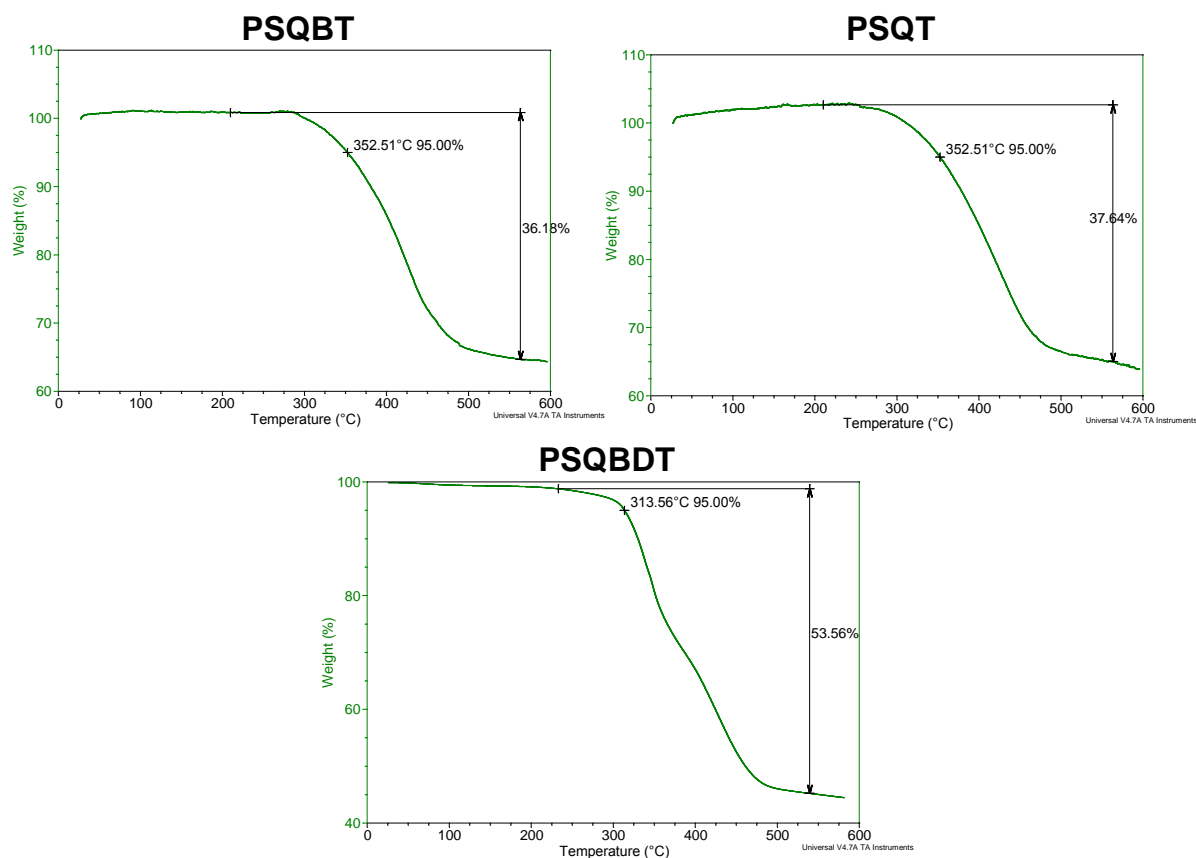 PSQBT
110
100
90
80
70
60
Weight (%)
352.51°C 95.00%
36.18%
0 100 200 300 400 500 600
Temperature (°C)
Universal V4.7A TA Instruments
PSQT
110
100
90
80
70
60
Weight (%)
352.51°C 95.00%
37.64%
0 100 200 300 400 500 600
Temperature (°C)
Universal V4.7A TA Instruments
PSQBDT
100
80
60
40
Weight (%)
313.56°C 95.00%
53.56%
0 100 200 300 400 500 600
Temperature (°C)
Universal V4.7A TA Instruments